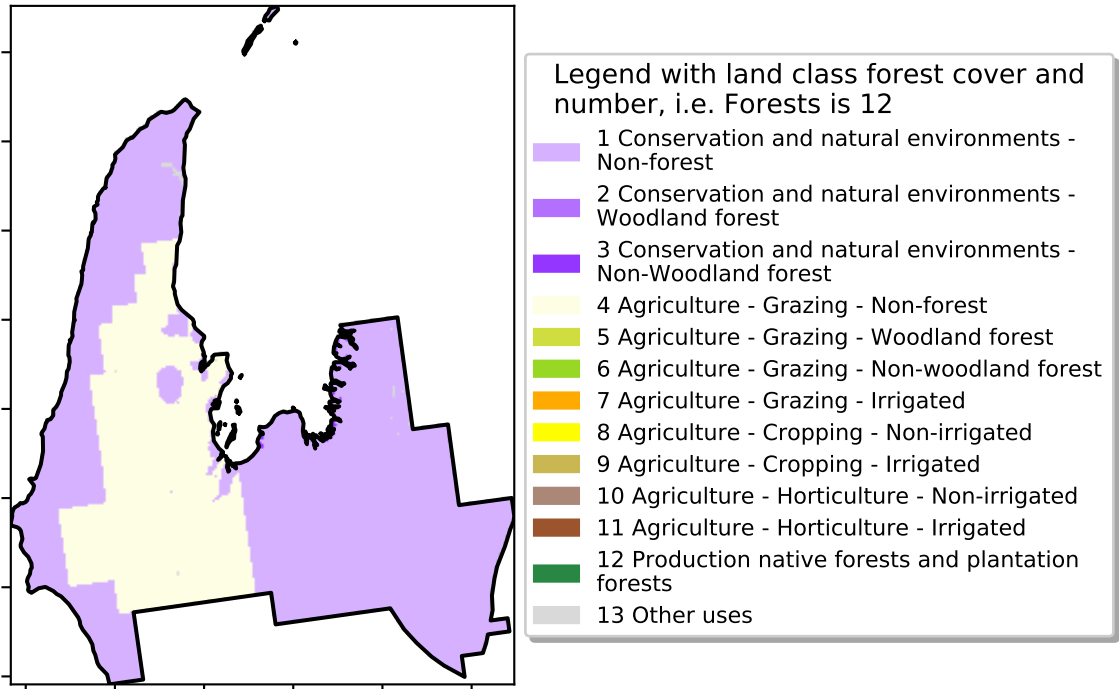 Legend with land class forest cover and
number, i.e. Forests is 12
1 Conservation and natural environments -
Non-forest
2 Conservation and natural environments -
Woodland forest
3 Conservation and natural environments -
Non-Woodland forest
4 Agriculture - Grazing - Non-forest
5 Agriculture - Grazing - Woodland forest
6 Agriculture - Grazing - Non-woodland forest
7 Agriculture - Grazing - Irrigated
8 Agriculture - Cropping - Non-irrigated
9 Agriculture - Cropping - Irrigated
10 Agriculture - Horticulture - Non-irrigated
11 Agriculture - Horticulture - Irrigated
12 Production native forests and plantation
forests
13 Other uses